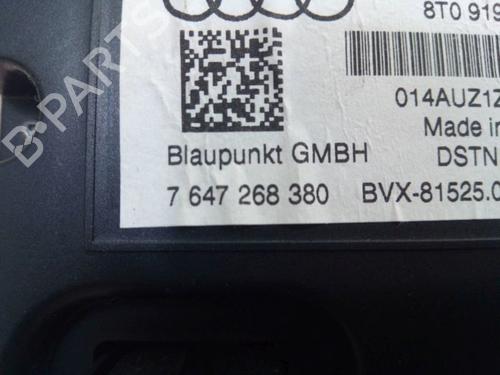 8T0 919
014AUZ1Z
Made in
Blaupunkt GMBH DSTN
7 647 268 380 BVX-81525.0
B-PARTS